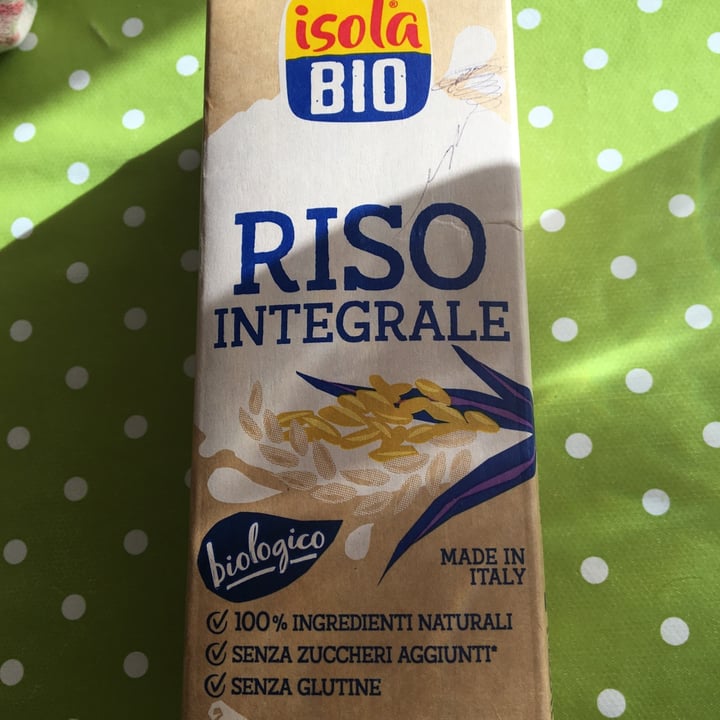 isola®
BIO
RISO
INTEGRALE
biologico
MADE IN
ITALY
100% INGREDIENTI NATURALI
SENZA ZUCCHERI AGGIUNTI*
SENZA GLUTINE